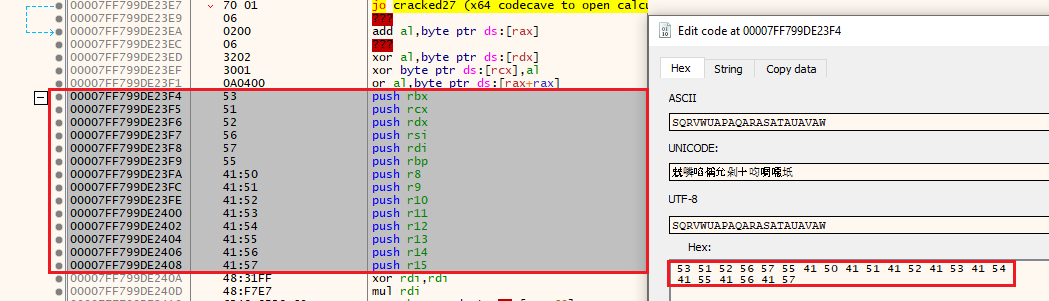 00007FF799DE23E7 70 01 jo cracked27 (x64 codecave to open calcu
00007FF799DE23E9 06 ???
00007FF799DE23EA 0200 add al,byte ptr ds:[rax]
00007FF799DE23EC 06 ???
00007FF799DE23ED 3202 xor al,byte ptr ds:[rdx]
00007FF799DE23EF 3001 xor byte ptr ds:[rcx],al
00007FF799DE23F1 0A0400 or al,byte ptr ds:[rax+rax]
00007FF799DE23F4 53 push rbx
00007FF799DE23F5 51 push rcx
00007FF799DE23F6 52 push rdx
00007FF799DE23F7 56 push rsi
00007FF799DE23F8 57 push rdi
00007FF799DE23F9 55 push rbp
00007FF799DE23FA 41:50 push r8
00007FF799DE23FC 41:51 push r9
00007FF799DE23FE 41:52 push r10
00007FF799DE2400 41:53 push r11
00007FF799DE2402 41:54 push r12
00007FF799DE2404 41:55 push r13
00007FF799DE2406 41:56 push r14
00007FF799DE2408 41:57 push r15
00007FF799DE240A 48:31FF xor rdi,rdi
00007FF799DE240D 48:F7E7 mul rdi
Edit code at 00007FF799DE23F4
Hex String Copy data
ASCII
SQRVWUAPAQARASATAUAVAW
UNICODE:
UTF-8
SQRVWUAPAQARASATAUAVAW
Hex:
53 51 52 56 57 55 41 50 41 51 41 52 41 53 41 54
41 55 41 56 41 57